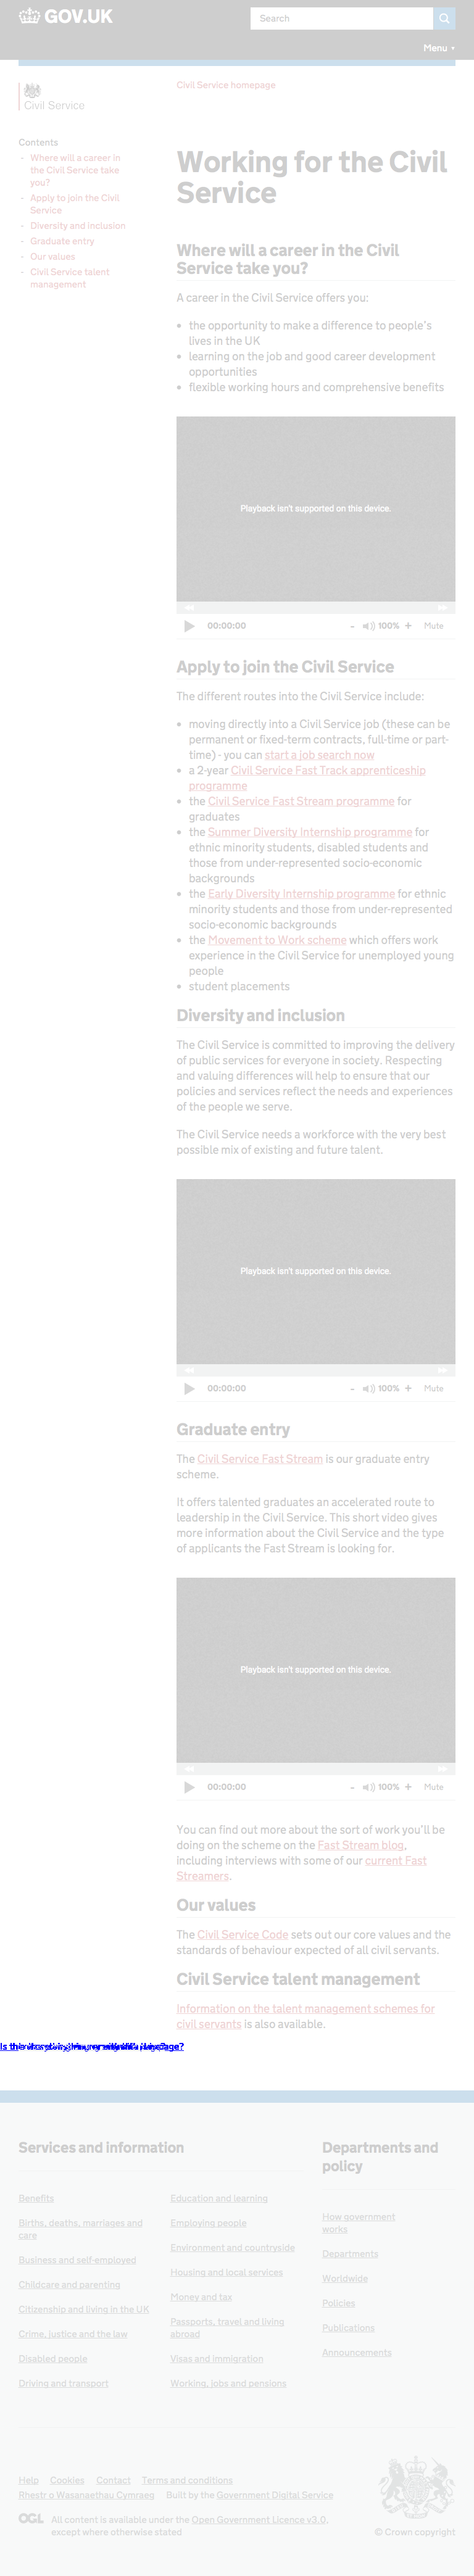 GOV.UK
Search
Menu
Civil Service
Civil Service homepage
Contents
Where will a career in
the Civil Service take
you?
Apply to join the Civil
Service
Diversity and inclusion
Graduate entry
Our values
Civil Service talent
management
Working for the Civil
Service
Where will a career in the Civil
Service take you?
A career in the Civil Service offers you:
the opportunity to make a difference to people's
lives in the UK
learning on the job and good career development
opportunities
flexible working hours and comprehensive benefits
Playback isn't supported on this device.
00:00:00 - 100% + Mute
Apply to join the Civil Service
The different routes into the Civil Service include:
moving directly into a Civil Service job (these can be
permanent or fixed-term contracts, full-time or part-
time) - you can start a job search now
a 2-year Civil Service Fast Track apprenticeship
programme
the Civil Service Fast Stream programme for
graduates
the Summer Diversity Internship programme for
ethnic minority students, disabled students and
those from under-represented socio-economic
backgrounds
the Early Diversity Internship programme for ethnic
minority students and those from under-represented
socio-economic backgrounds
the Movement to Work scheme which offers work
experience in the Civil Service for unemployed young
people
student placements
Diversity and inclusion
The Civil Service is committed to improving the delivery
of public services for everyone in society. Respecting
and valuing differences will help to ensure that our
policies and services reflect the needs and experiences
of the people we serve.
The Civil Service needs a workforce with the very best
possible mix of existing and future talent.
Playback isn't supported on this device.
00:00:00 - 100% + Mute
Graduate entry
The Civil Service Fast Stream is our graduate entry
scheme.
It offers talented graduates an accelerated route to
leadership in the Civil Service. This short video gives
more information about the Civil Service and the type
of applicants the Fast Stream is looking for.
Playback isn't supported on this device.
00:00:00 - 100% + Mute
You can find out more about the sort of work you'll be
doing on the scheme on the Fast Stream blog,
including interviews with some of our current Fast
Streamers.
Our values
The Civil Service Code sets out our core values and the
standards of behaviour expected of all civil servants.
Civil Service talent management
Information on the talent management schemes for
civil servants is also available.
Services and information
Benefits
Births, deaths, marriages and
care
Business and self-employed
Childcare and parenting
Citizenship and living in the UK
Crime, justice and the law
Disabled people
Driving and transport
Education and learning
Employing people
Environment and countryside
Housing and local services
Money and tax
Passports, travel and living
abroad
Visas and immigration
Working, jobs and pensions
Departments and
policy
How government
works
Departments
Worldwide
Policies
Publications
Announcements
Help Cookies Contact Terms and conditions
Rhestr o Wasanaethau Cymraeg Built by the Government Digital Service
OGL All content is available under the Open Government Licence v3.0,
except where otherwise stated
© Crown copyright